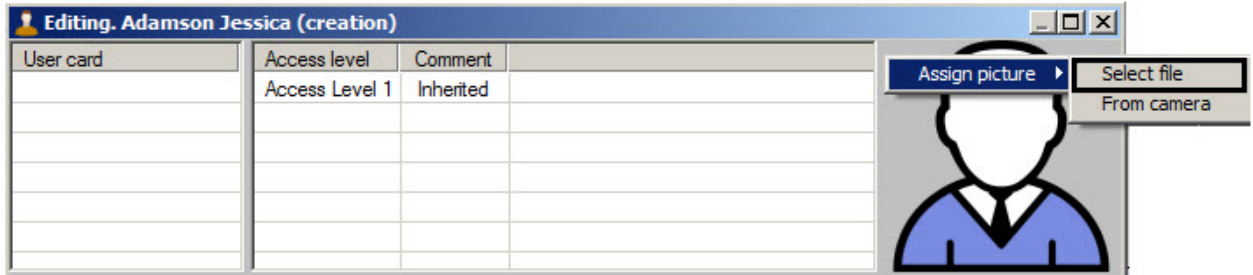 Editing. Adamson Jessica (creation)
User card Access level Comment
Access Level 1 Inherited
Assign picture Select file
From camera